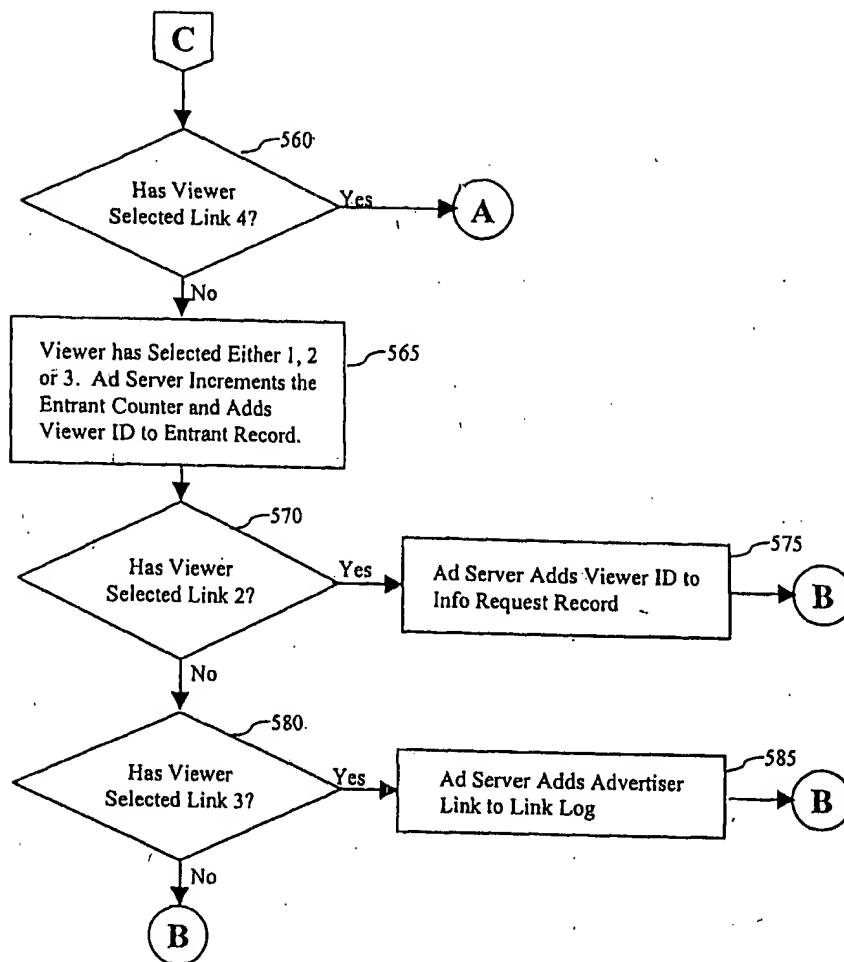 C
560
Has Viewer
Selected Link 4?
Yes
A
No
Viewer has Selected Either 1, 2
or 3. Ad Server Increments the
Entrant Counter and Adds
Viewer ID to Entrant Record.
565
570
Has Viewer
Selected Link 2?
Yes
Ad Server Adds Viewer ID to
Info Request Record
575
B
No
580
Has Viewer
Selected Link 3?
Yes
Ad Server Adds Advertiser
Link to Link Log
585
B
No
B